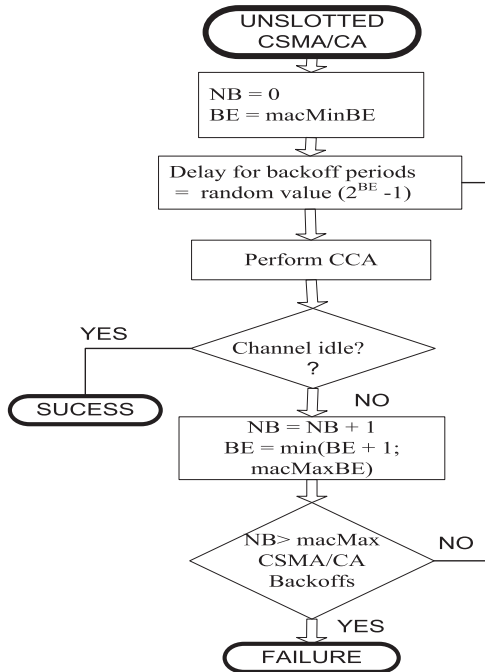 UNSLOTTED
CSMA/CA
NB = 0
BE = macMinBE
Delay for backoff periods
= random value (2^BE -1)
Perform CCA
YES
Channel idle?
?
SUCESS
NO
NB = NB + 1
BE = min(BE + 1;
macMaxBE)
NB> macMax
CSMA/CA
Backoffs
NO
YES
FAILURE